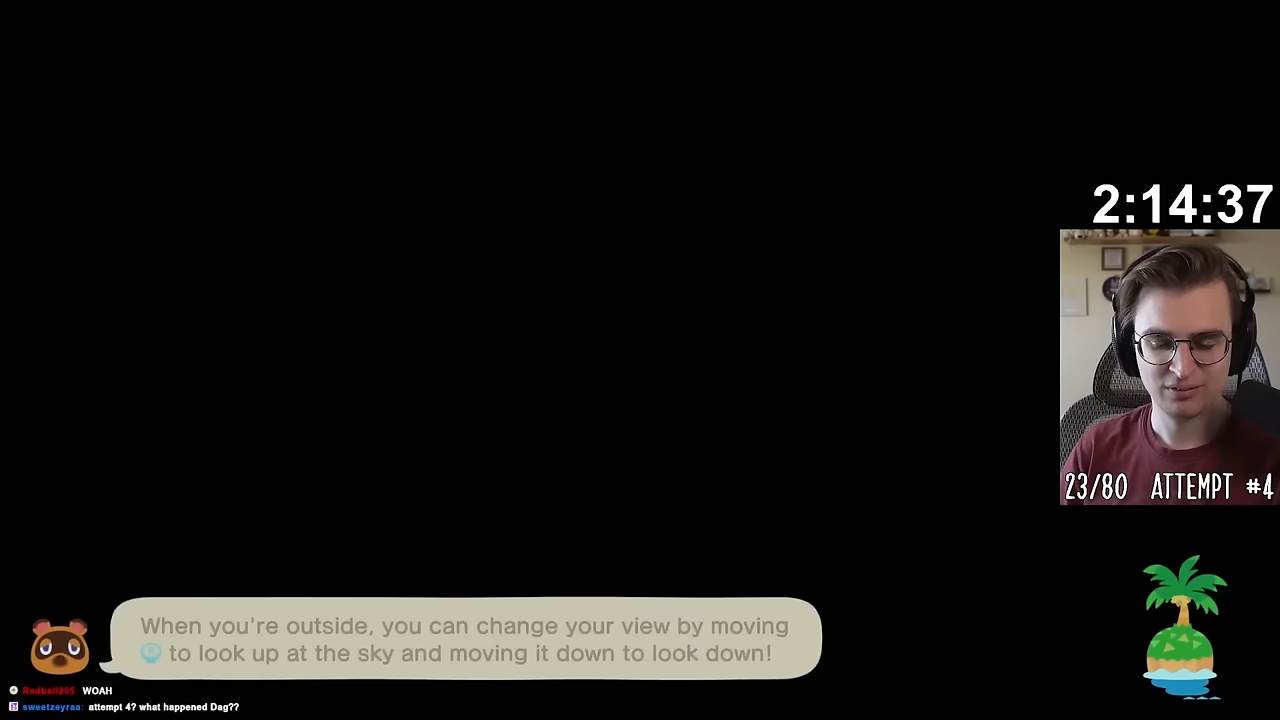 2:14:37
23/80 ATTEMPT #4
When you're outside, you can change your view by moving
to look up at the sky and moving it down to look down!
Redball205 WOAH
sweetzeyraa: attempt 4? what happened Dag??